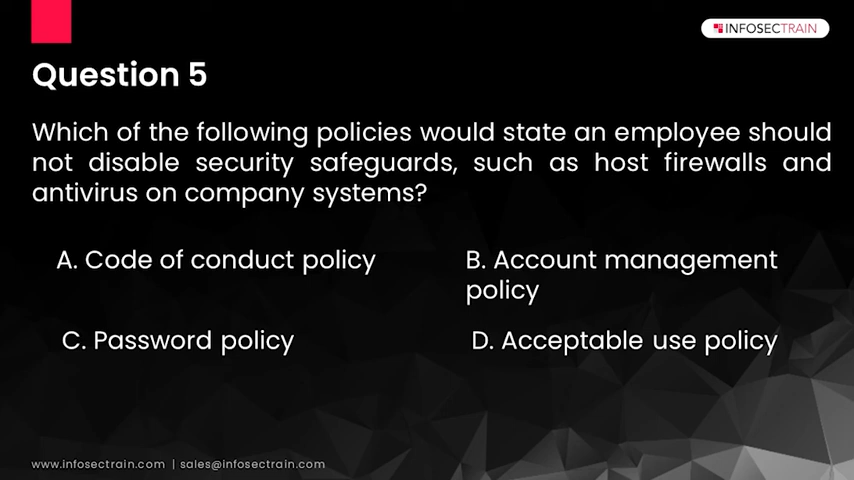 INFOSECTRAIN
Question 5
Which of the following policies would state an employee should
not disable security safeguards, such as host firewalls and
antivirus on company systems?
A. Code of conduct policy
B. Account management
policy
C. Password policy
D. Acceptable use policy
www.infosectrain.com | sales@infosectrain.com